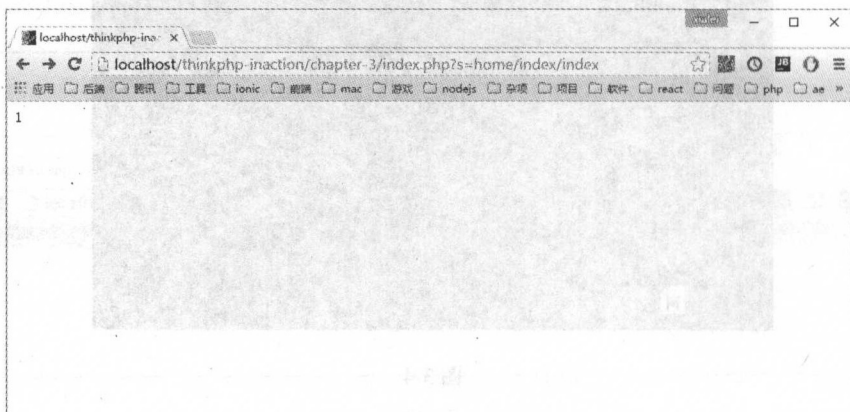 localhost/thinkphp-ina
localhost/thinkphp-inaction/chapter-3/index.php?s=home/index/index
应用 后端 腾讯 工具 ionic 前端 mac 游戏 nodejs 杂项 项目 软件 react 问题 php ae »
1